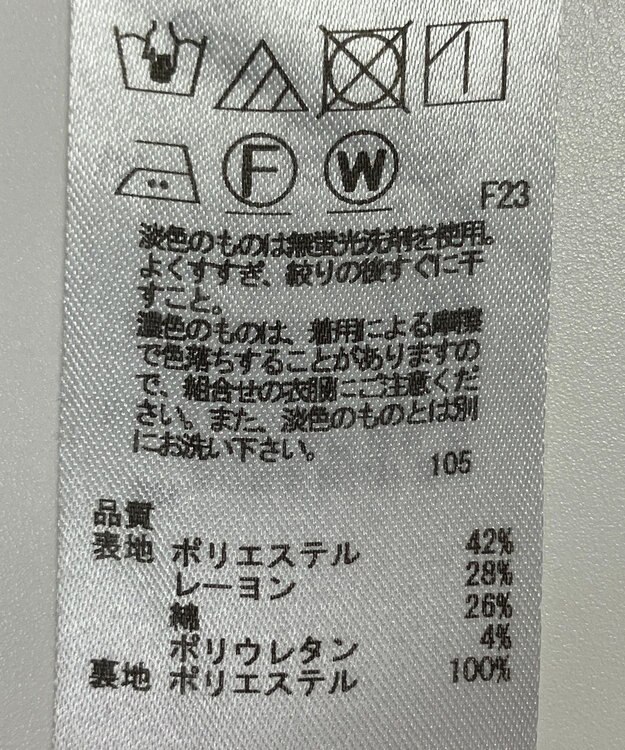 F W F23
淡色のものは無蛍光洗剤を使用。
よくすすぎ、絞りの後すぐに干
すこと。
濃色のものは、着用による摩擦
で色落ちすることがありますの
で、組合せの衣服にご注意くだ
さい。また、淡色のものとは別
にお洗い下さい。
105
品質
表地 ポリエステル 42%
レーヨン 28%
綿 26%
ポリウレタン 4%
裏地 ポリエステル 100%